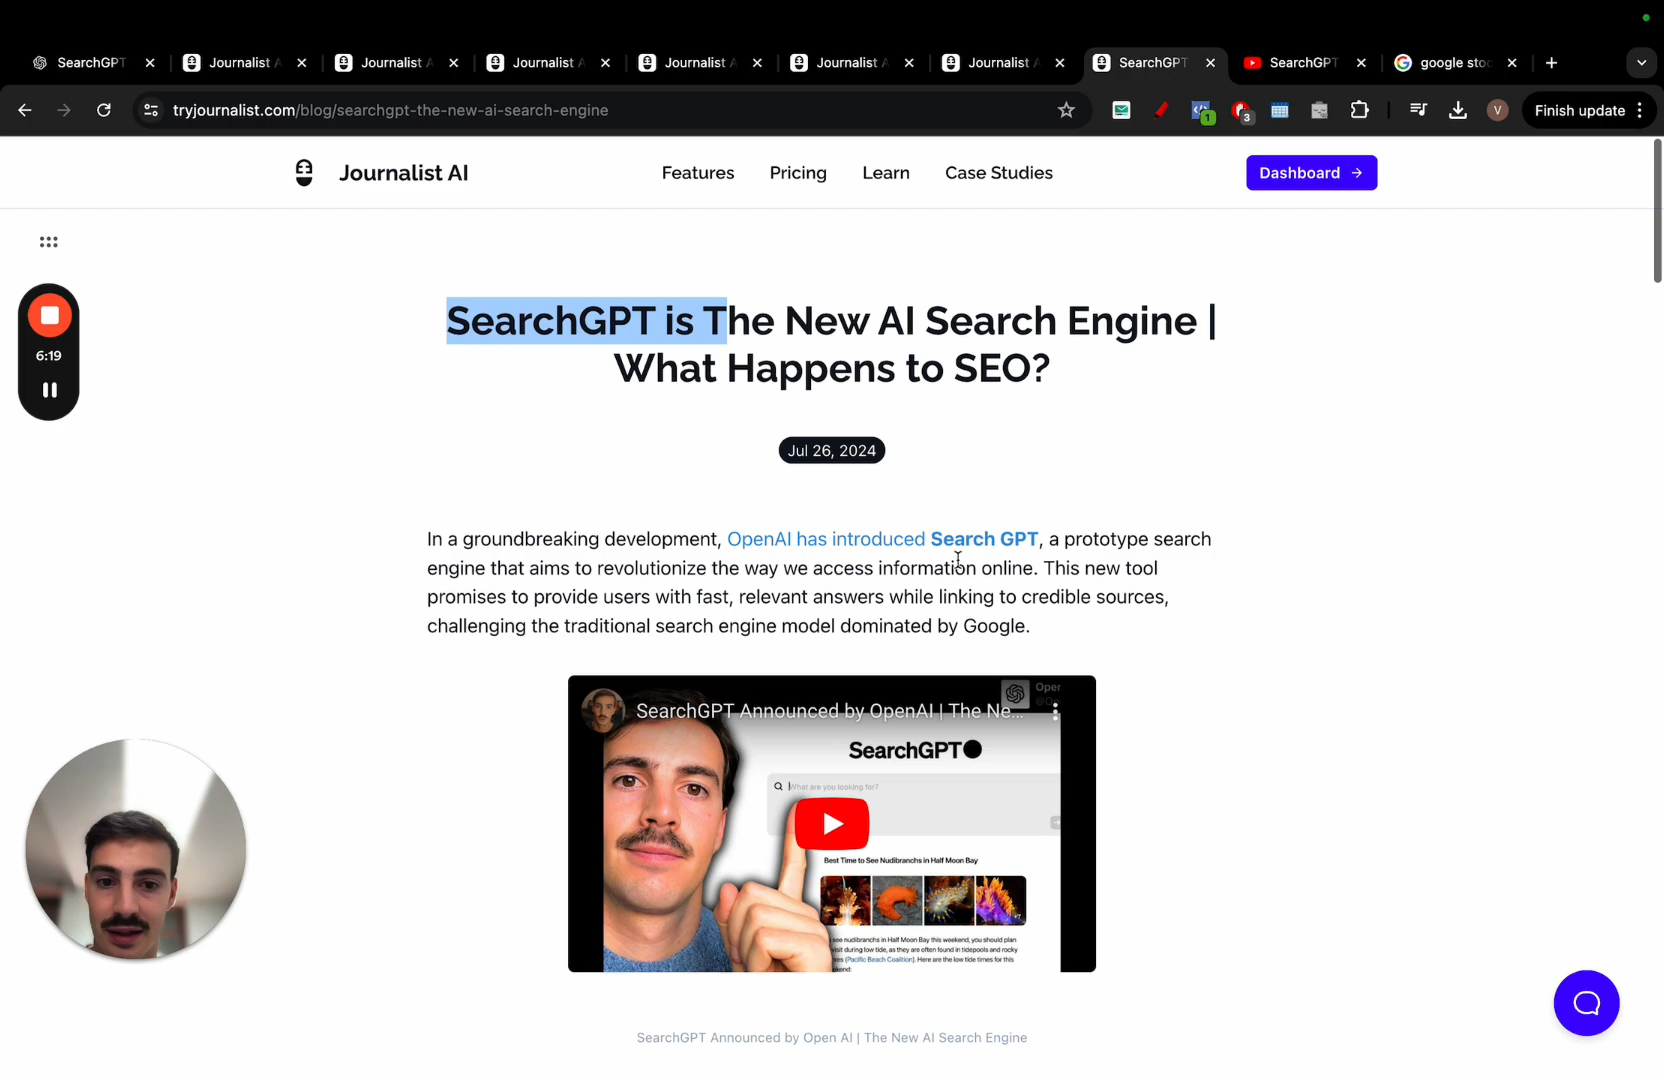 SearchGPT
Journalist A
Journalist A
Journalist A
Journalist A
Journalist A
Journalist A
SearchGPT
SearchGPT
google stoc
tryjournalist.com/blog/searchgpt-the-new-ai-search-engine
1
3
V
Finish update
Journalist AI
Features
Pricing
Learn
Case Studies
Dashboard →
6:19
SearchGPT is The New AI Search Engine |
What Happens to SEO?
Jul 26, 2024
In a groundbreaking development, OpenAI has introduced Search GPT, a prototype search
engine that aims to revolutionize the way we access information online. This new tool
promises to provide users with fast, relevant answers while linking to credible sources,
challenging the traditional search engine model dominated by Google.
SearchGPT Announced by OpenAI | The Ne...
Oper
SearchGPT
What are you looking for?
Best Time to See Nudibranchs in Half Moon Bay
+7
see nudibranchs in Half Moon Bay this weekend, you should plan
visit during low tide, as they are often found in tidepools and rocky
(Pacific Beach Coalition). Here are the low tide times for this
ekend:
SearchGPT Announced by Open AI | The New AI Search Engine